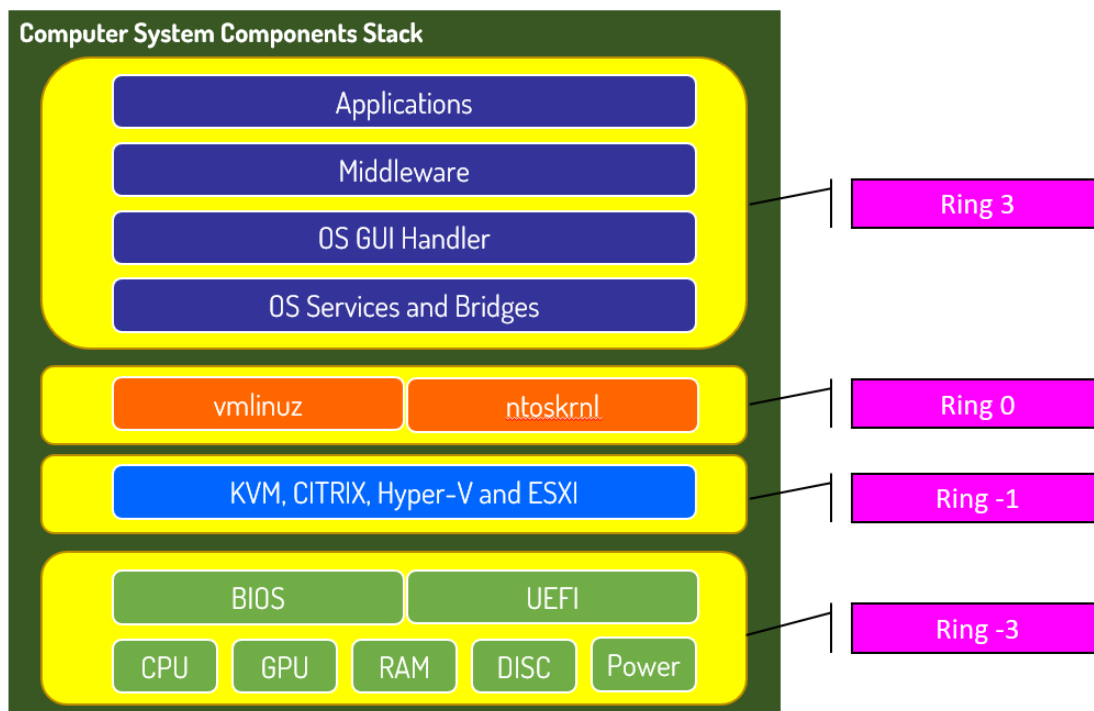 Computer System Components Stack
Applications
Middleware
OS GUI Handler
OS Services and Bridges
Ring 3
vmlinuz
ntoskrnl
Ring 0
KVM, CITRIX, Hyper-V and ESXI
Ring -1
BIOS
UEFI
Ring -3
CPU
GPU
RAM
DISC
Power